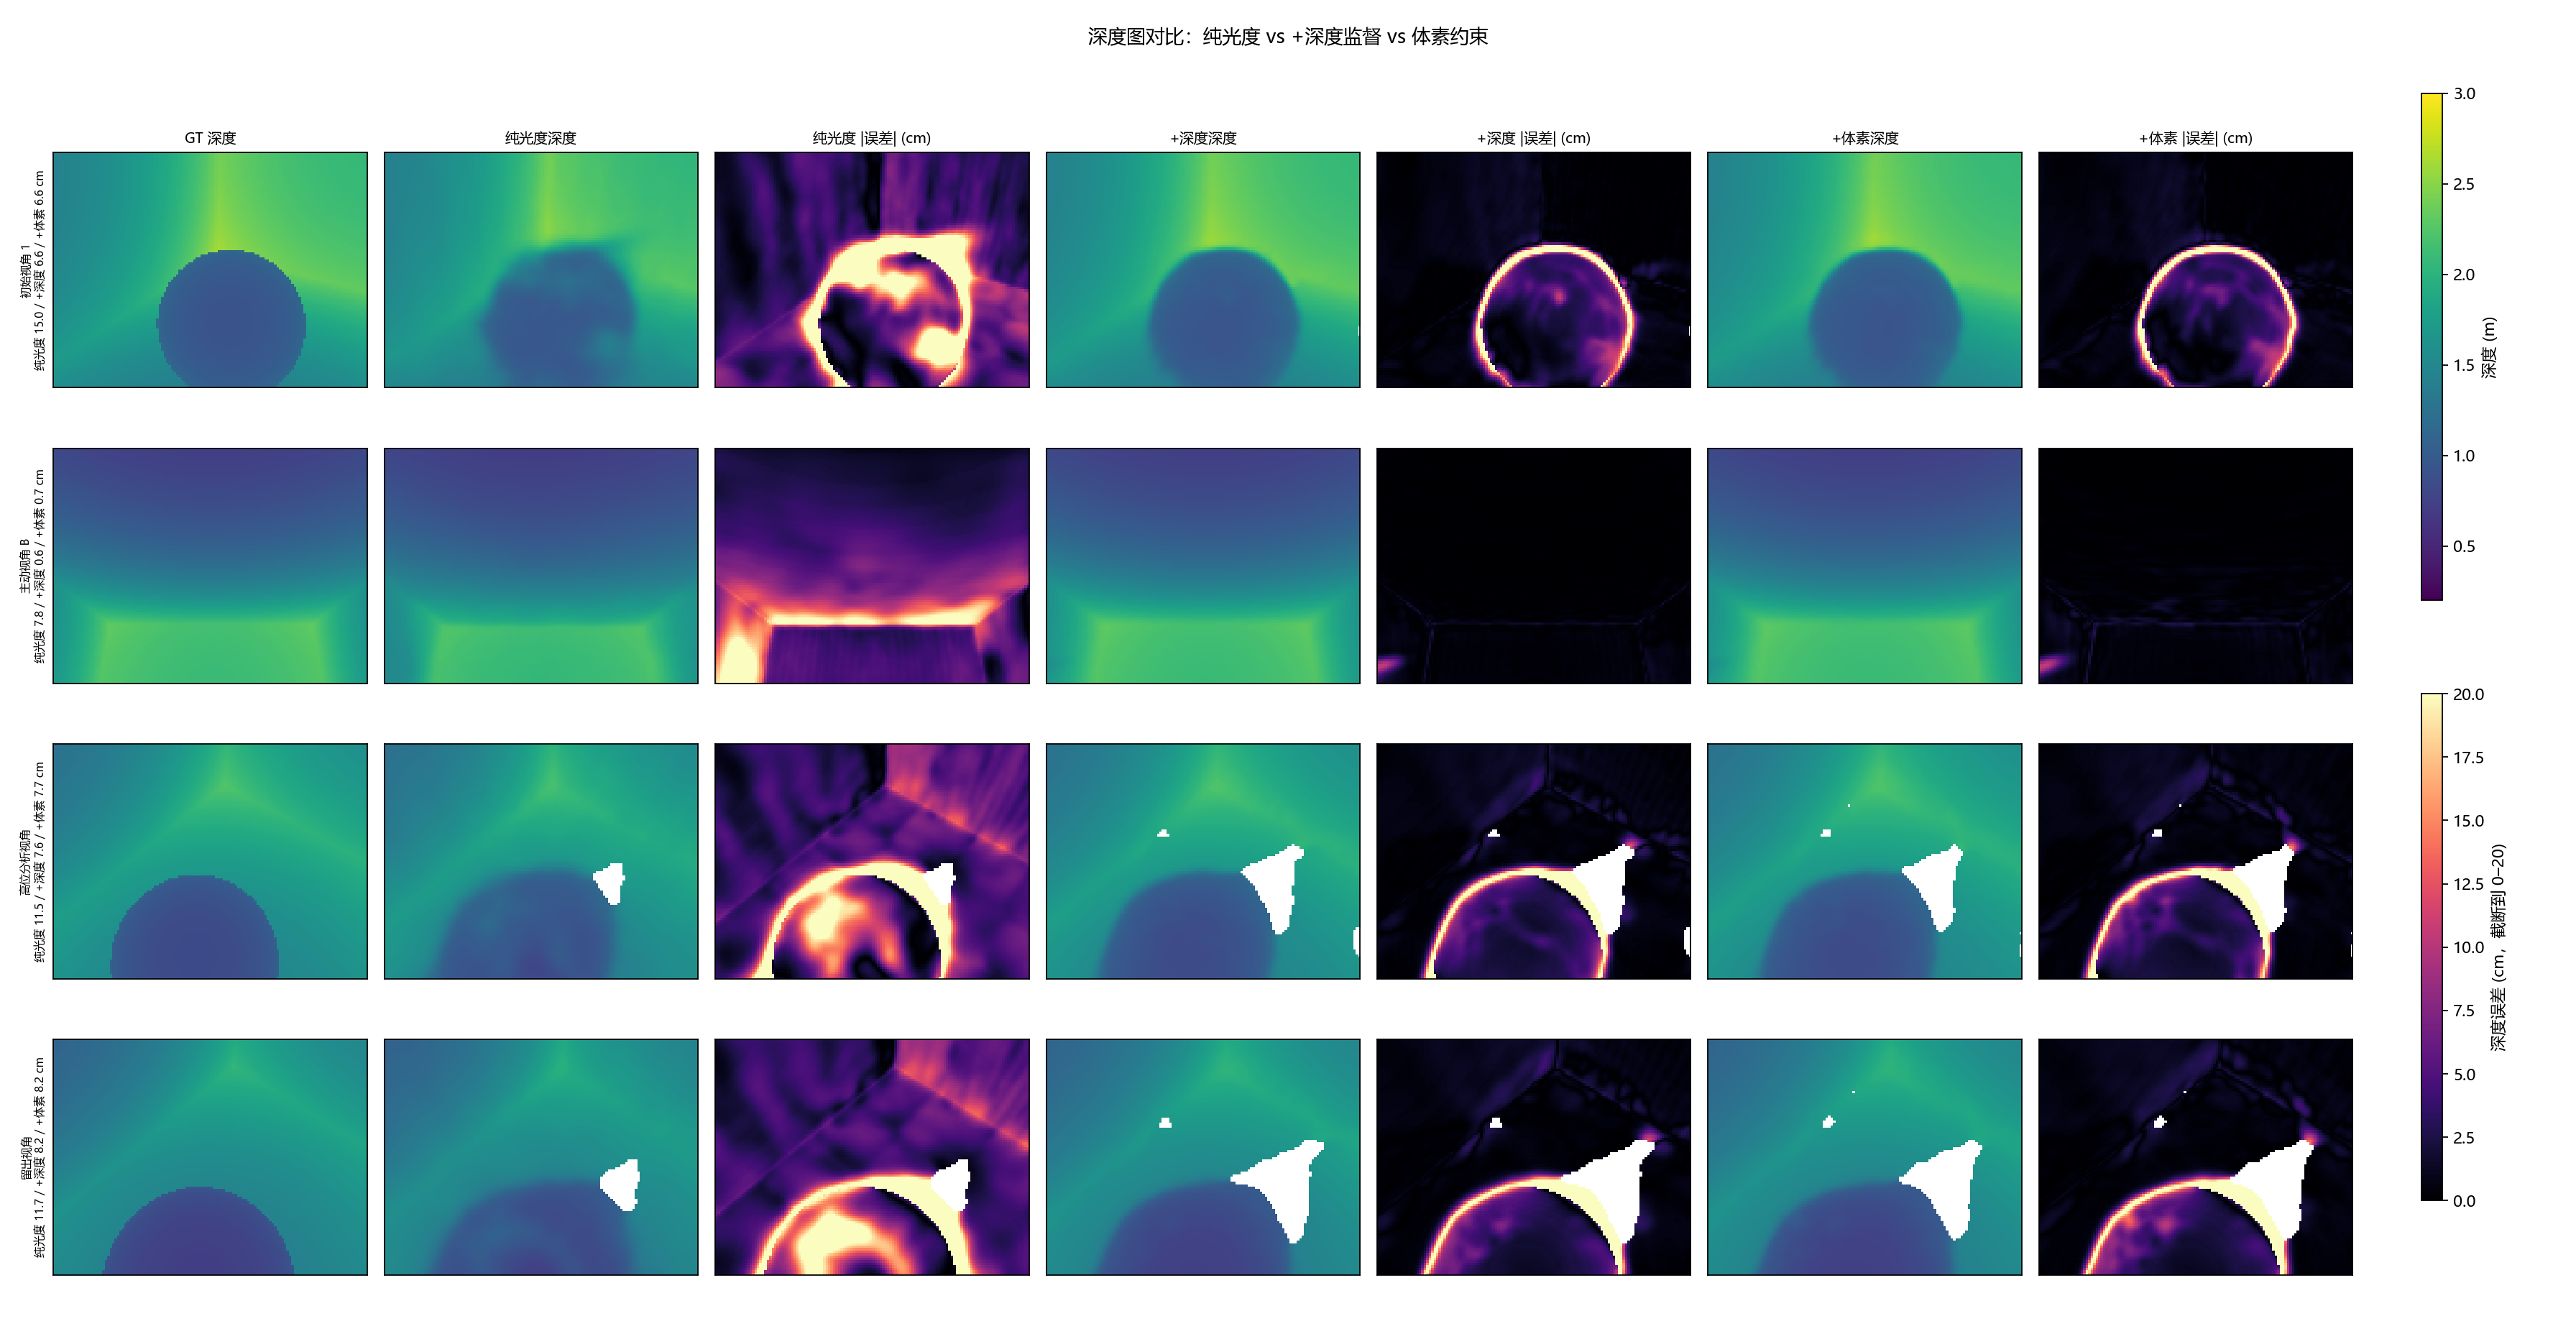 深度图对比：纯光度 vs +深度监督 vs 体素约束
GT 深度
纯光度深度
纯光度 |误差| (cm)
+深度深度
+深度 |误差| (cm)
+体素深度
+体素 |误差| (cm)
初始视角 1
纯光度 15.0 / +深度 6.6 / +体素 6.6 cm
主动视角 B
纯光度 7.8 / +深度 0.6 / +体素 0.7 cm
高位分析视角
纯光度 11.5 / +深度 7.6 / +体素 7.7 cm
留出视角
纯光度 11.7 / +深度 8.2 / +体素 8.2 cm
3.0
2.5
2.0
1.5
1.0
0.5
深度 (m)
20.0
17.5
15.0
12.5
10.0
7.5
5.0
2.5
0.0
深度误差 (cm，截断到 0–20)